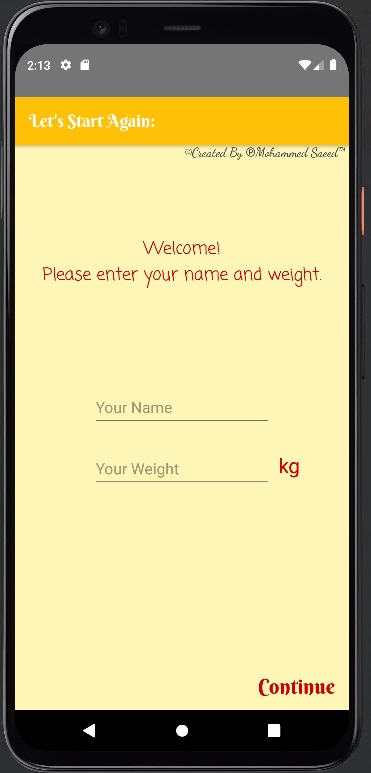 2:13
Let's Start Again:
©Created By ®Mohammed Saeed™
Welcome!
Please enter your name and weight.
Your Name
Your Weight
kg
Continue